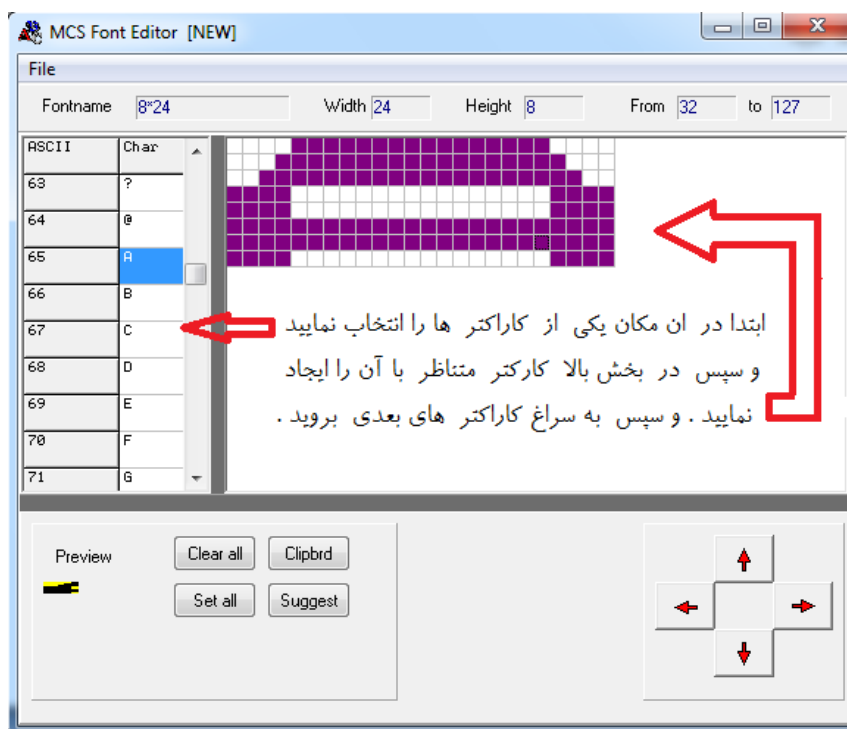 MCS Font Editor [NEW]
File
Fontname 8*24 Width 24 Height 8 From 32 to 127
ASCII Char
63 ?
64 @
65 A
66 B
67 C
68 D
69 E
70 F
71 G
ابتدا در ان مکان یکی از کاراکتر ها را انتخاب نمایید
و سپس در بخش بالا کارکتر متناظر با آن را ایجاد
نمایید . و سپس به سراغ کاراکتر های بعدی بروید .
Preview Clear all Clipbrd
Set all Suggest